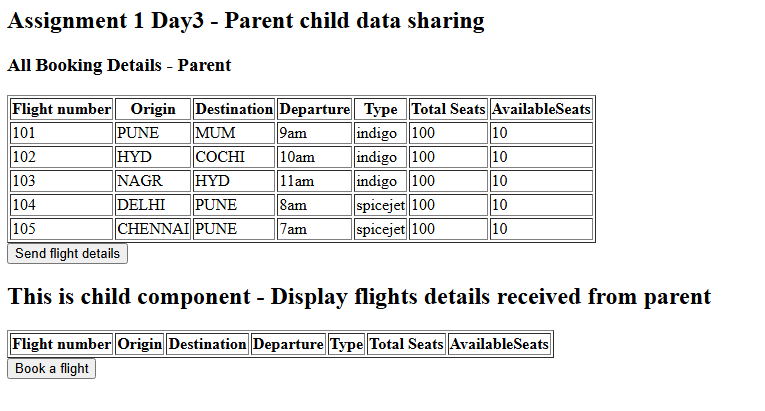 Assignment 1 Day3 - Parent child data sharing
All Booking Details - Parent
Flight number Origin Destination Departure Type Total Seats AvailableSeats
101 PUNE MUM 9am indigo 100 10
102 HYD COCHI 10am indigo 100 10
103 NAGR HYD 11am indigo 100 10
104 DELHI PUNE 8am spicejet 100 10
105 CHENNAI PUNE 7am spicejet 100 10
Send flight details
This is child component - Display flights details received from parent
Flight number Origin Destination Departure Type Total Seats AvailableSeats
Book a flight